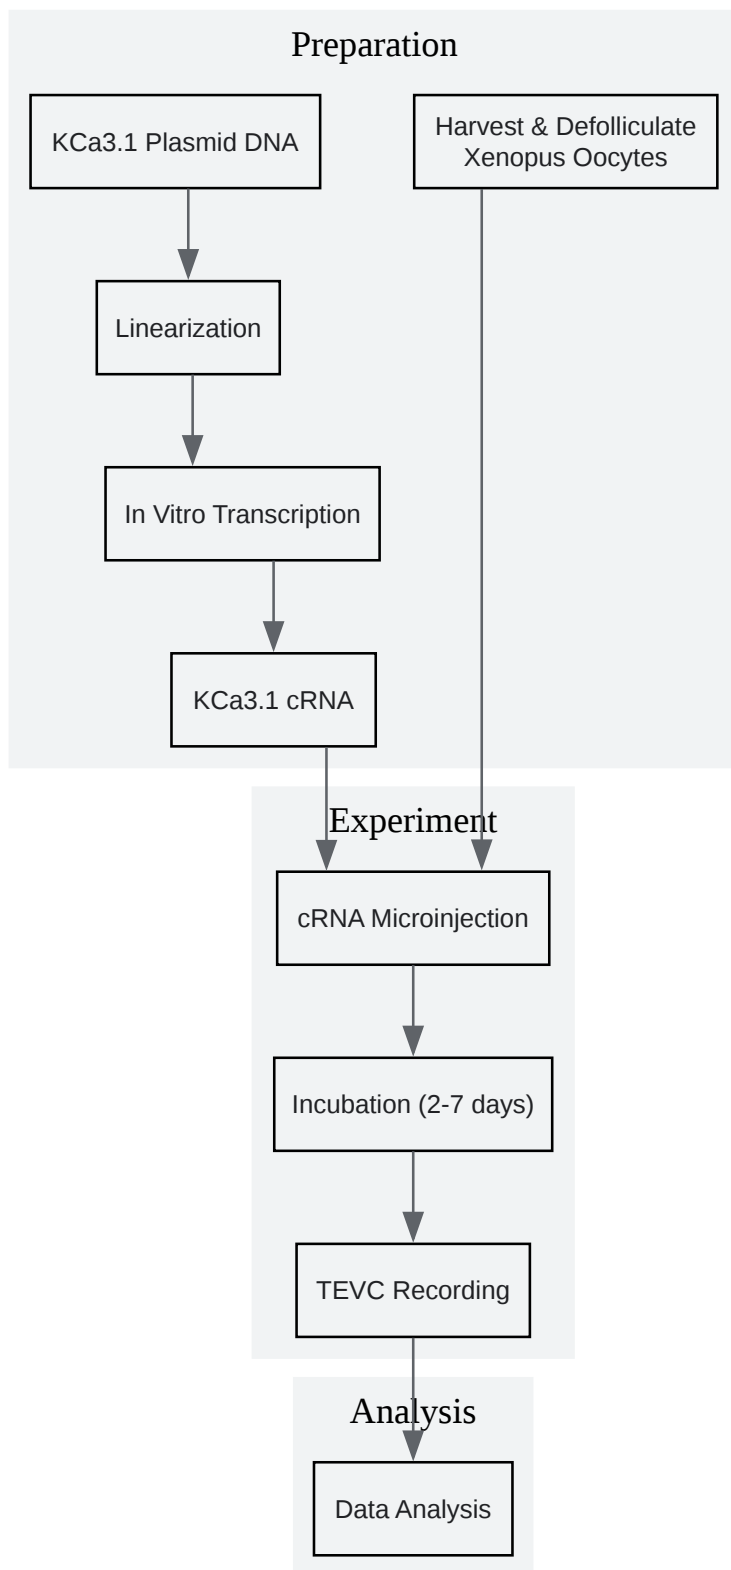 Preparation
KCa3.1 Plasmid DNA
Harvest & Defolliculate
Xenopus Oocytes
Linearization
In Vitro Transcription
KCa3.1 cRNA
Experiment
cRNA Microinjection
Incubation (2-7 days)
TEVC Recording
Analysis
Data Analysis